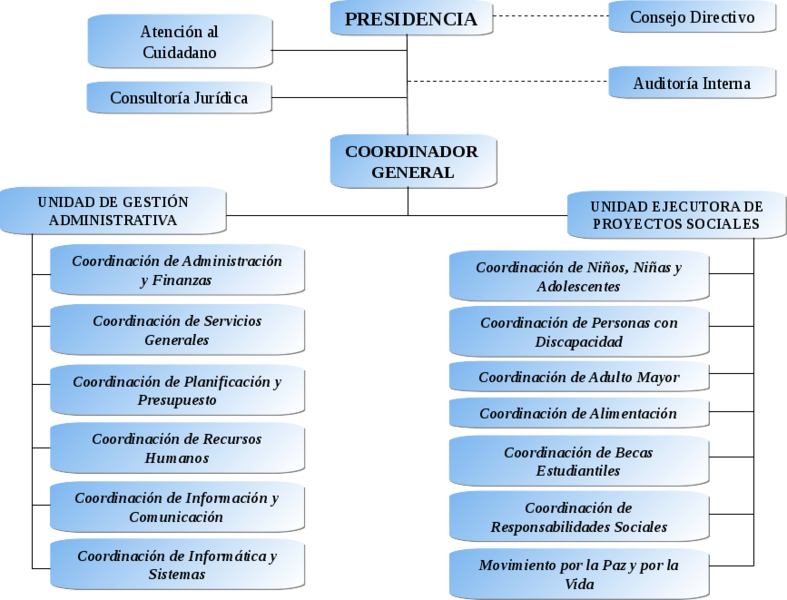 PRESIDENCIA
Consejo Directivo
Atención al
Cuidadano
Auditoría Interna
Consultoría Jurídica
COORDINADOR
GENERAL
UNIDAD DE GESTIÓN
ADMINISTRATIVA
UNIDAD EJECUTORA DE
PROYECTOS SOCIALES
Coordinación de Administración
y Finanzas
Coordinación de Servicios
Generales
Coordinación de Planificación y
Presupuesto
Coordinación de Recursos
Humanos
Coordinación de Información y
Comunicación
Coordinación de Informática y
Sistemas
Coordinación de Niños, Niñas y
Adolescentes
Coordinación de Personas con
Discapacidad
Coordinación de Adulto Mayor
Coordinación de Alimentación
Coordinación de Becas
Estudiantiles
Coordinación de
Responsabilidades Sociales
Movimiento por la Paz y por la
Vida